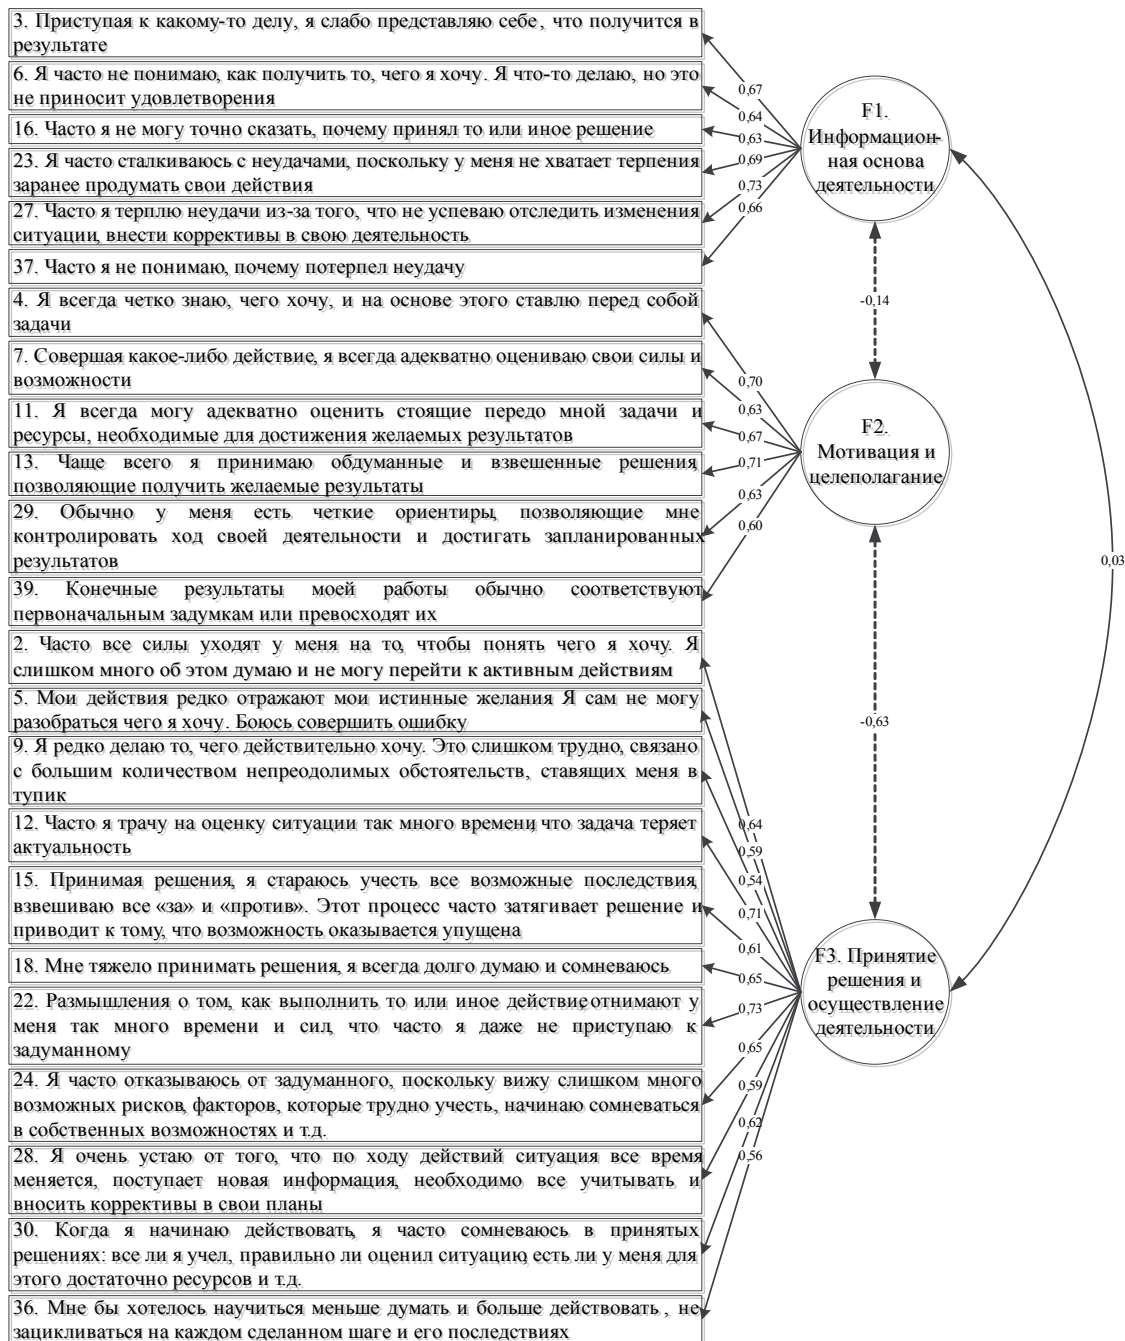 3. Приступая к какому-то делу, я слабо представляю себе, что получится в
результате
6. Я часто не понимаю, как получить то, чего я хочу. Я что-то делаю, но это
не приносит удовлетворения
16. Часто я не могу точно сказать, почему принял то или иное решение
23. Я часто сталкиваюсь с неудачами, поскольку у меня не хватает терпения
заранее продумать свои действия
27. Часто я терплю неудачи из-за того, что не успеваю отследить изменения
ситуации, внести коррективы в свою деятельность
37. Часто я не понимаю, почему потерпел неудачу
0,67
0,64
0,63
0,69
0,73
0,66
F1.
Информацион-
ная основа
деятельности
-0,14
4. Я всегда четко знаю, чего хочу, и на основе этого ставлю перед собой
задачи
7. Совершая какое-либо действие, я всегда адекватно оцениваю свои силы и
возможности
11. Я всегда могу адекватно оценить стоящие передо мной задачи и
ресурсы, необходимые для достижения желаемых результатов
13. Чаще всего я принимаю обдуманные и взвешенные решения,
позволяющие получить желаемые результаты
29. Обычно у меня есть четкие ориентиры, позволяющие мне
контролировать ход своей деятельности и достигать запланированных
результатов
39. Конечные результаты моей работы обычно соответствуют
первоначальным задумкам или превосходят их
0,70
0,63
0,67
0,71
0,63
0,60
F2.
Мотивация и
целеполагание
0,03
-0,63
2. Часто все силы уходят у меня на то, чтобы понять чего я хочу. Я
слишком много об этом думаю и не могу перейти к активным действиям
5. Мои действия редко отражают мои истинные желания Я сам не могу
разобраться чего я хочу. Боюсь совершить ошибку
9. Я редко делаю то, чего действительно хочу. Это слишком трудно, связано
с большим количеством непреодолимых обстоятельств, ставящих меня в
тупик
12. Часто я трачу на оценку ситуации так много времени, что задача теряет
актуальность
15. Принимая решения, я стараюсь учесть все возможные последствия,
взвешиваю все «за» и «против». Этот процесс часто затягивает решение и
приводит к тому, что возможность оказывается упущена
18. Мне тяжело принимать решения, я всегда долго думаю и сомневаюсь
22. Размышления о том, как выполнить то или иное действие,отнимают у
меня так много времени и сил, что часто я даже не приступаю к
задуманному
24. Я часто отказываюсь от задуманного, поскольку вижу слишком много
возможных рисков, факторов, которые трудно учесть, начинаю сомневаться
в собственных возможностях и т.д.
28. Я очень устаю от того, что по ходу действий ситуация все время
меняется, поступает новая информация, необходимо все учитывать и
вносить коррективы в свои планы
30. Когда я начинаю действовать, я часто сомневаюсь в принятых
решениях: все ли я учел, правильно ли оценил ситуацию, есть ли у меня для
этого достаточно ресурсов и т.д.
36. Мне бы хотелось научиться меньше думать и больше действовать , не
зацикливаться на каждом сделанном шаге и его последствиях
0,64
0,59
0,54
0,71
0,61
0,65
0,73
0,65
0,59
0,62
0,56
F3. Принятие
решения и
осуществление
деятельности